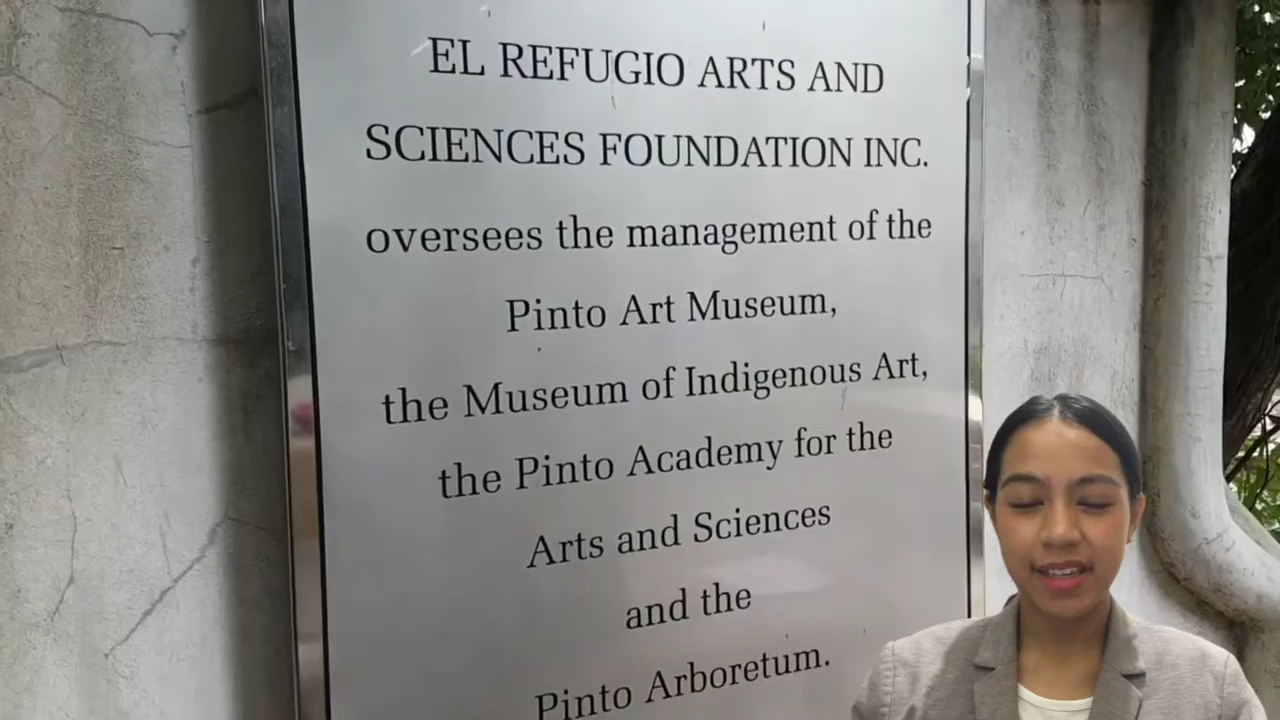 EL REFUGIO ARTS AND
SCIENCES FOUNDATION INC.
oversees the management of the
Pinto Art Museum,
the Museum of Indigenous Art,
the Pinto Academy for the
Arts and Sciences
and the
Pinto Arboretum.